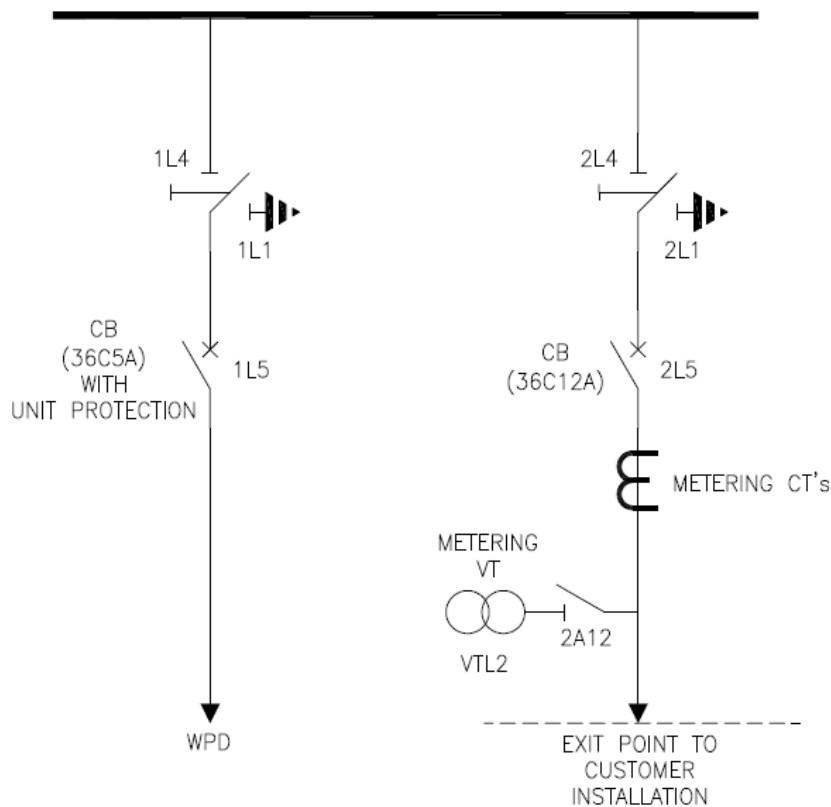 1L4
2L4
1L1
2L1
CB
(36C5A)
WITH
UNIT PROTECTION
1L5
CB
(36C12A)
2L5
METERING CT's
METERING
VT
2A12
VTL2
WPD
EXIT POINT TO
CUSTOMER
INSTALLATION